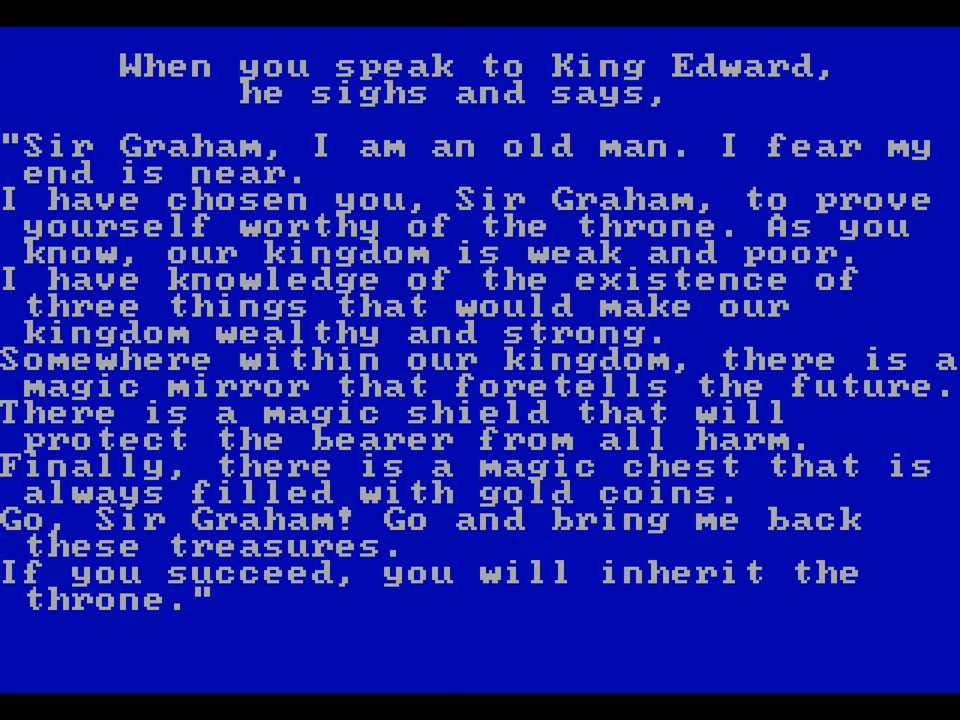 When you speak to King Edward,
he sighs and says,
"Sir Graham, I am an old man. I fear my
end is near.
I have chosen you, Sir Graham, to prove
yourself worthy of the throne. As you
know, our kingdom is weak and poor.
I have knowledge of the existence of
three things that would make our
kingdom wealthy and strong.
Somewhere within our kingdom, there is a
magic mirror that foretells the future.
There is a magic shield that will
protect the bearer from all harm.
Finally, there is a magic chest that is
always filled with gold coins.
Go, Sir Graham! Go and bring me back
these treasures.
If you succeed, you will inherit the
throne."